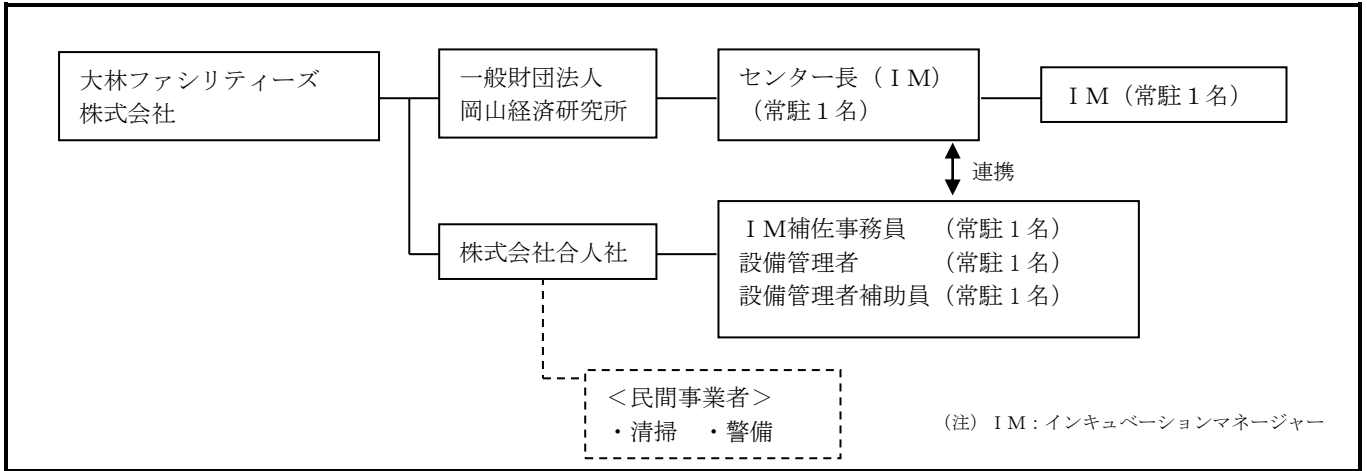 大林ファシリティーズ
株式会社
一般財団法人
岡山経済研究所
センター長（ＩＭ）
（常駐１名）
ＩＭ（常駐１名）
連携
株式会社合人社
ＩＭ補佐事務員　（常駐１名）
設備管理者　　　（常駐１名）
設備管理者補助員（常駐１名）
＜民間事業者＞
・清掃　・警備
（注）ＩＭ：インキュベーションマネージャー